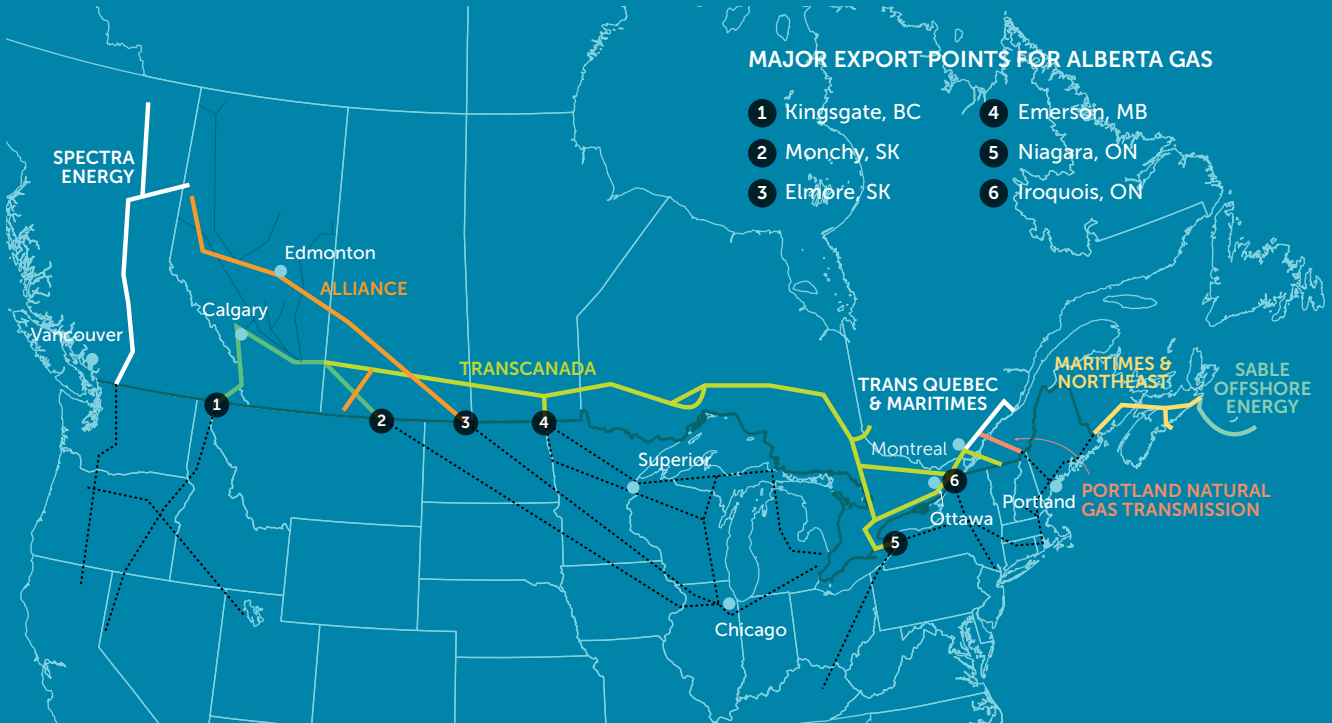 MAJOR EXPORT POINTS FOR ALBERTA GAS
1 Kingsgate, BC
2 Monchy, SK
3 Elmore, SK
4 Emerson, MB
5 Niagara, ON
6 Iroquois, ON
SPECTRA
ENERGY
Edmonton
ALLIANCE
Calgary
Vancouver
TRANSCANADA
TRANS QUEBEC
& MARITIMES
MARITIMES &
NORTHEAST
SABLE
OFFSHORE
ENERGY
1
2
3
4
Montreal
Superior
6
Portland
PORTLAND NATURAL
GAS TRANSMISSION
Ottawa
5
Chicago